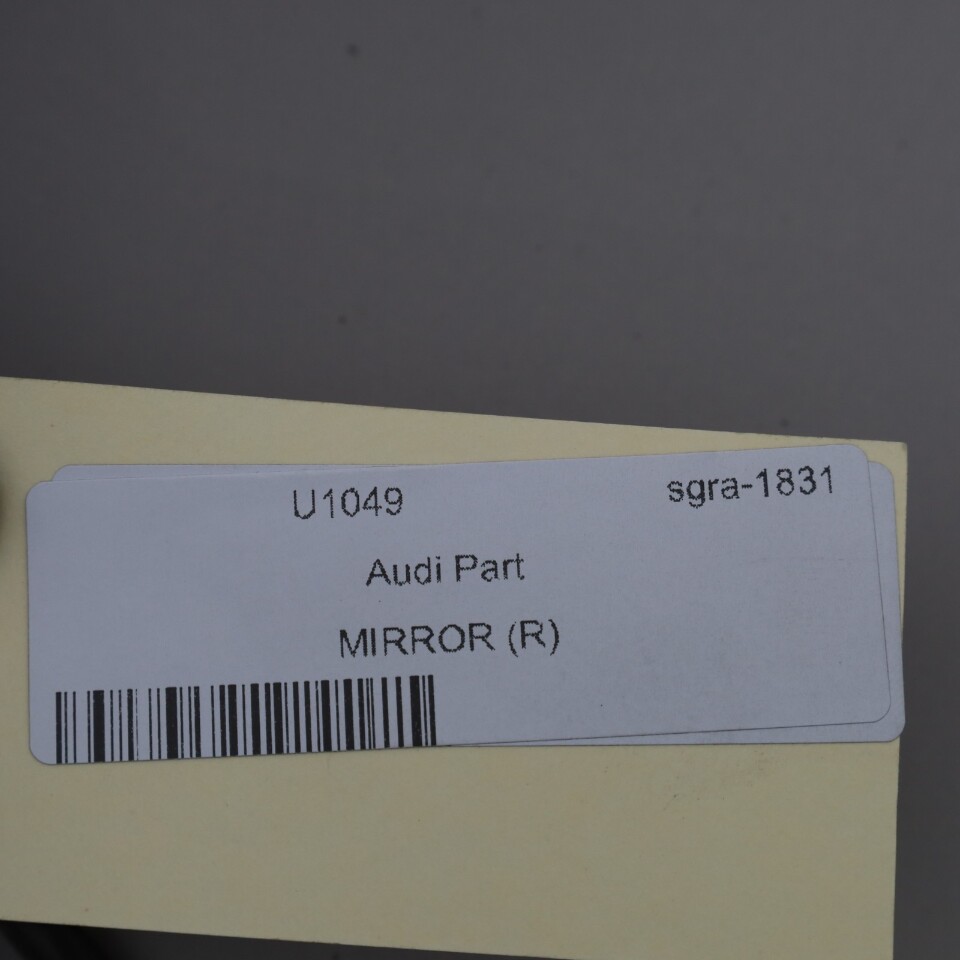 U1049 sgra-1831
Audi Part
MIRROR (R)